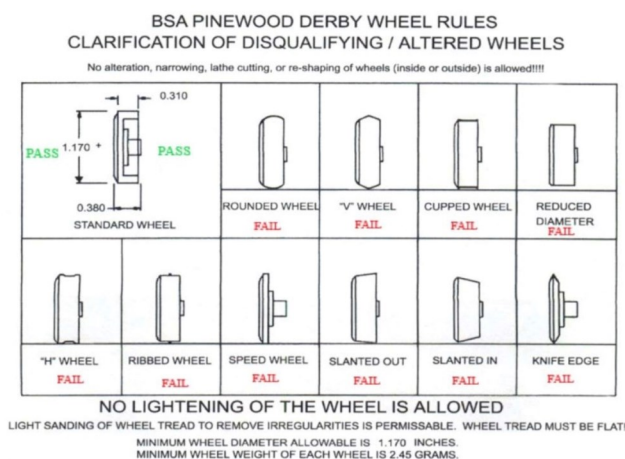 BSA PINEWOOD DERBY WHEEL RULES
CLARIFICATION OF DISQUALIFYING / ALTERED WHEELS
No alteration, narrowing, lathe cutting, or re-shaping of wheels (inside or outside) is allowed!!!!
0.310
PASS 1.170 + PASS
0.380
STANDARD WHEEL
ROUNDED WHEEL
FAIL
"V" WHEEL
FAIL
CUPPED WHEEL
FAIL
REDUCED
DIAMETER
FAIL
"H" WHEEL
FAIL
RIBBED WHEEL
FAIL
SPEED WHEEL
FAIL
SLANTED OUT
FAIL
SLANTED IN
FAIL
KNIFE EDGE
FAIL
NO LIGHTENING OF THE WHEEL IS ALLOWED
LIGHT SANDING OF WHEEL TREAD TO REMOVE IRREGULARITIES IS PERMISSABLE. WHEEL TREAD MUST BE FLAT!
MINIMUM WHEEL DIAMETER ALLOWABLE IS 1.170 INCHES.
MINIMUM WHEEL WEIGHT OF EACH WHEEL IS 2.45 GRAMS.